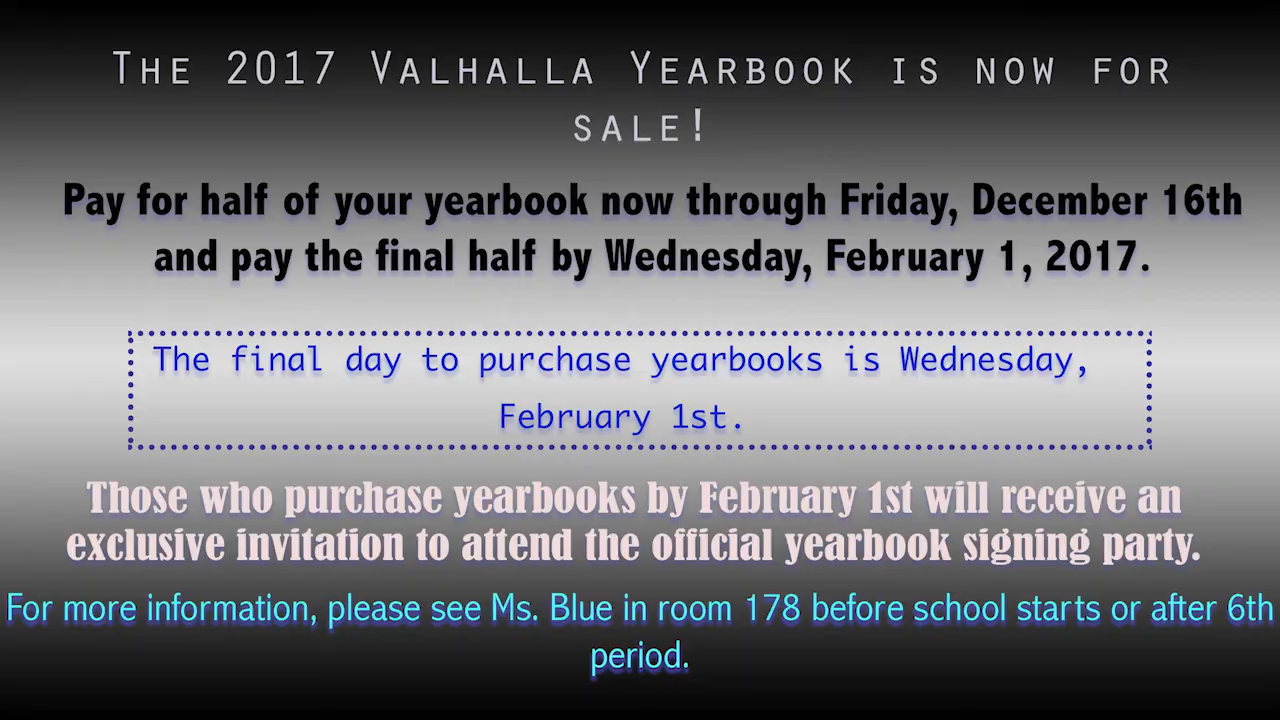 The 2017 Valhalla Yearbook is now for
sale!
Pay for half of your yearbook now through Friday, December 16th
and pay the final half by Wednesday, February 1, 2017.
The final day to purchase yearbooks is Wednesday,
February 1st.
Those who purchase yearbooks by February 1st will receive an
exclusive invitation to attend the official yearbook signing party.
For more information, please see Ms. Blue in room 178 before school starts or after 6th
period.